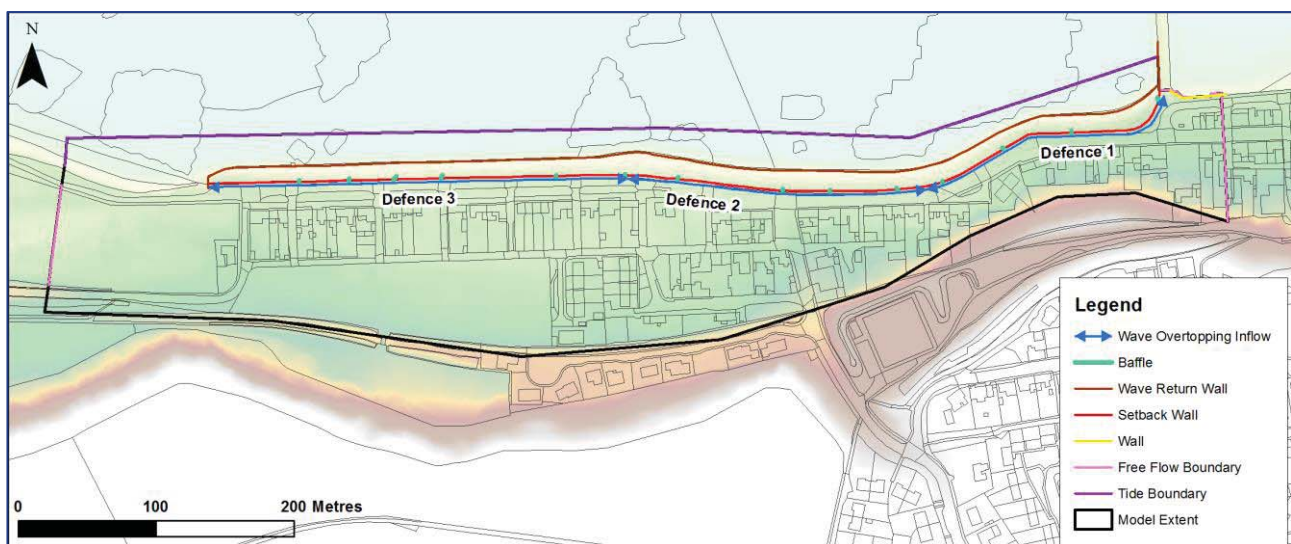 N
Defence 1
Defence 2
Defence 3
Legend
Wave Overtopping Inflow
Baffle
Wave Return Wall
Setback Wall
Wall
Free Flow Boundary
Tide Boundary
Model Extent
0 100 200 Metres